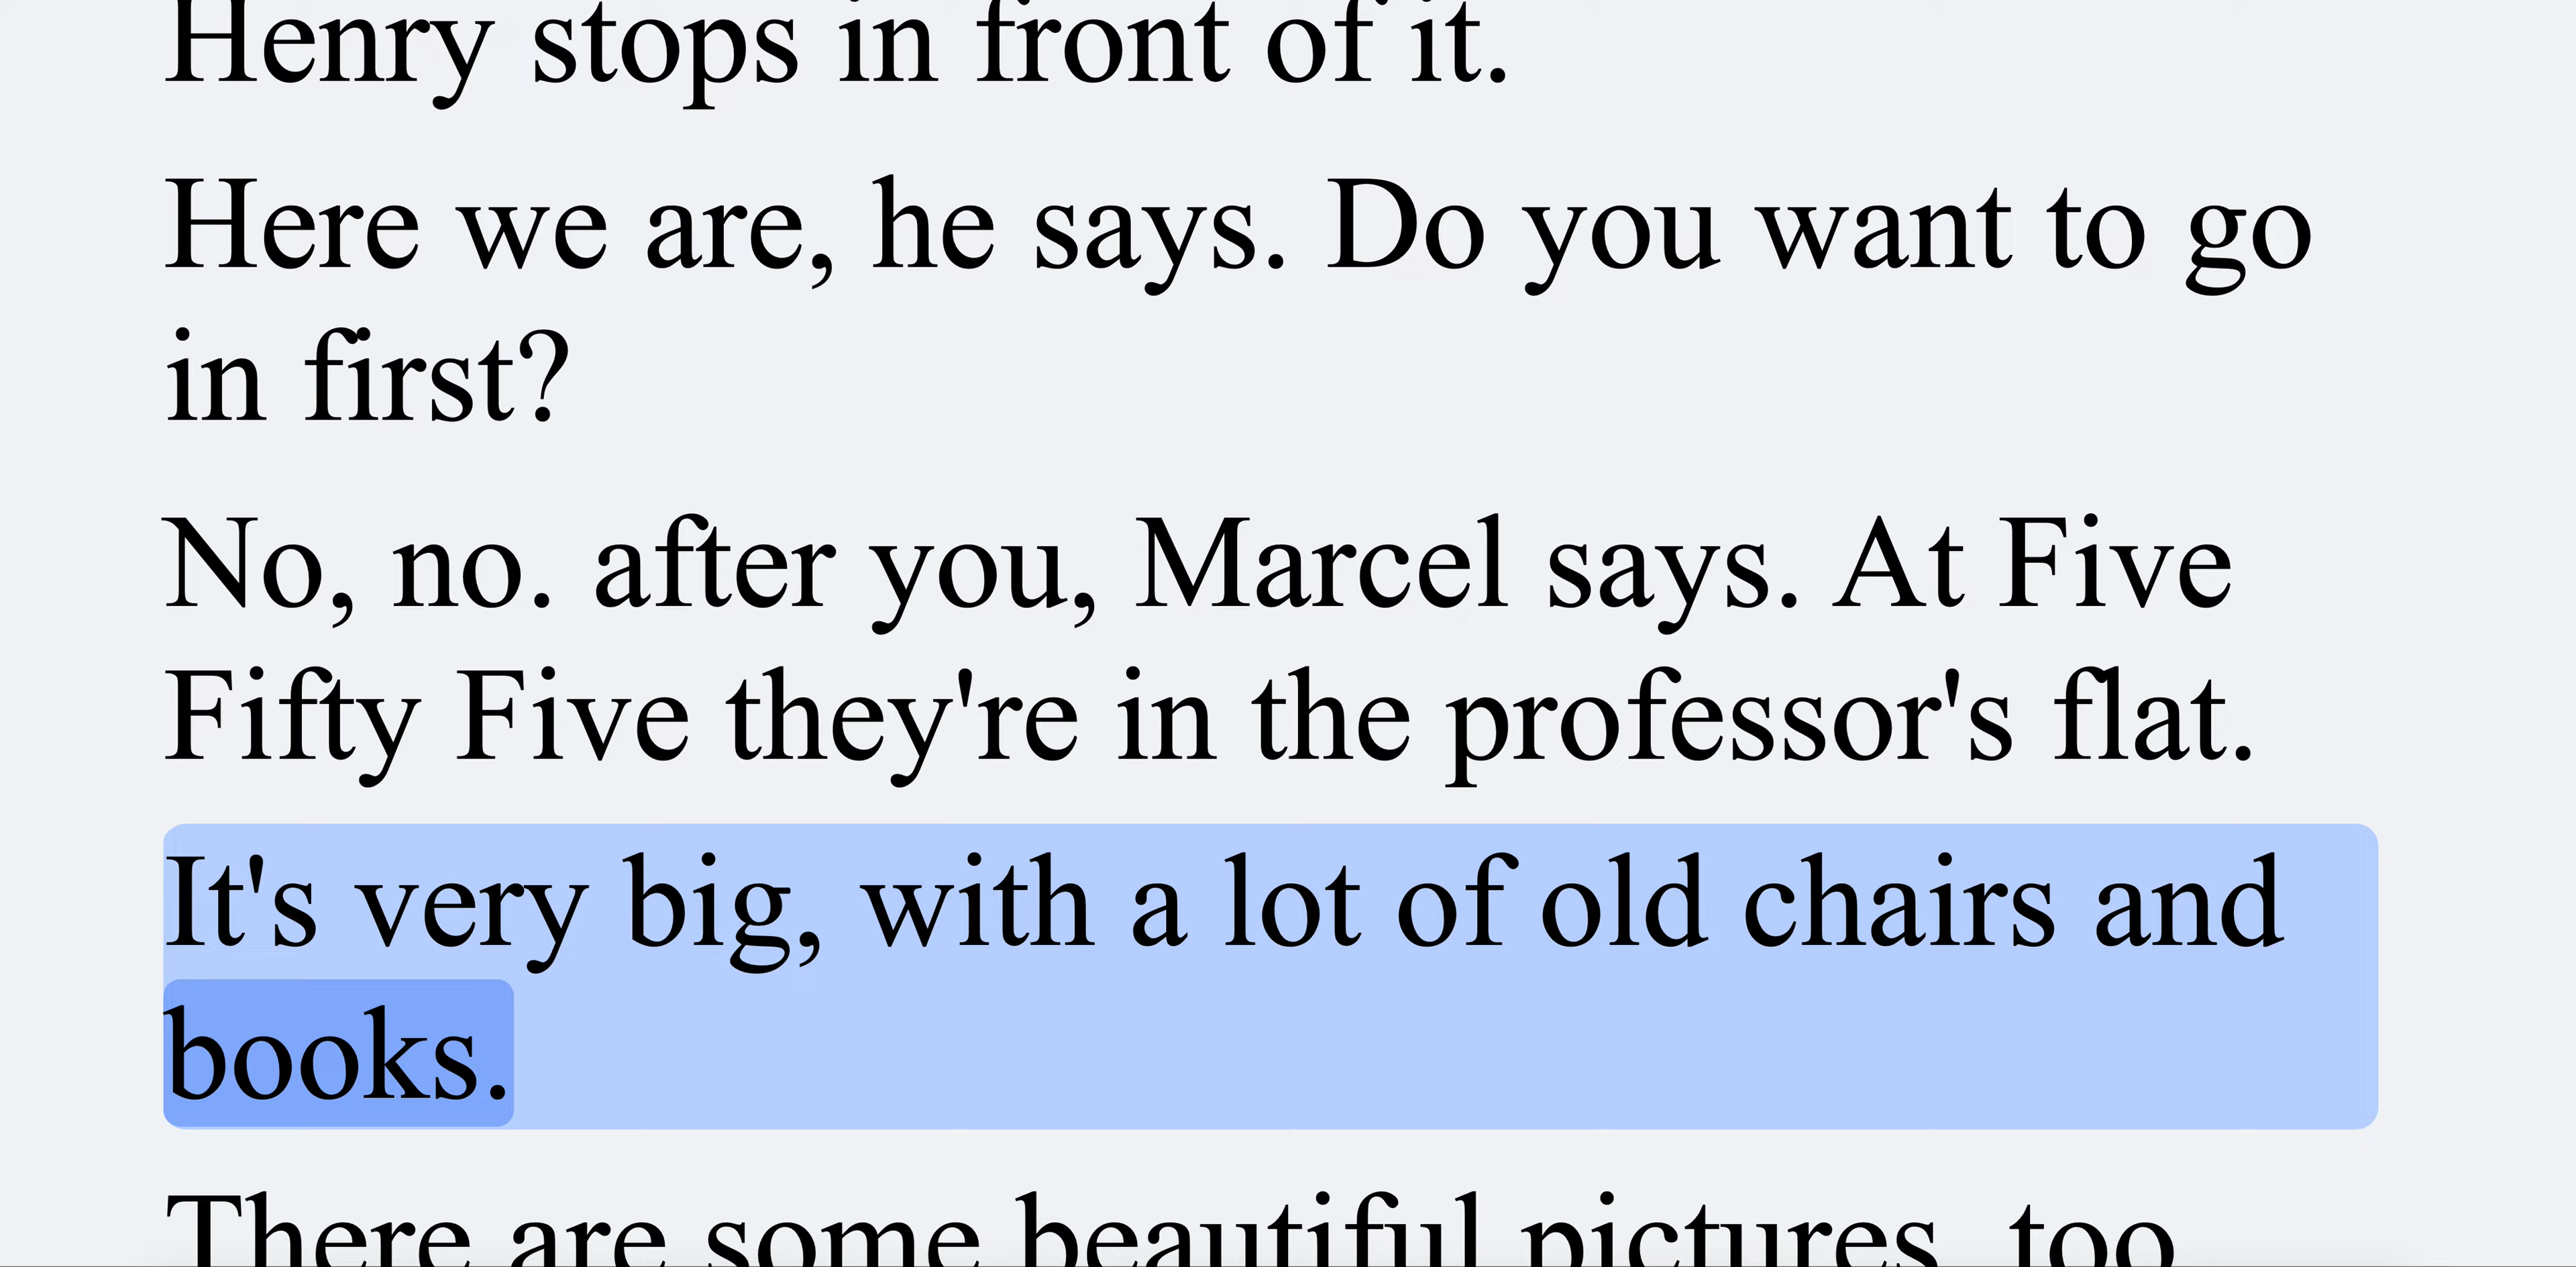 Henry stops in front of it.
Here we are, he says. Do you want to go
in first?
No, no. after you, Marcel says. At Five
Fifty Five they're in the professor's flat.
It's very big, with a lot of old chairs and
books.
There are some beautiful pictures, too